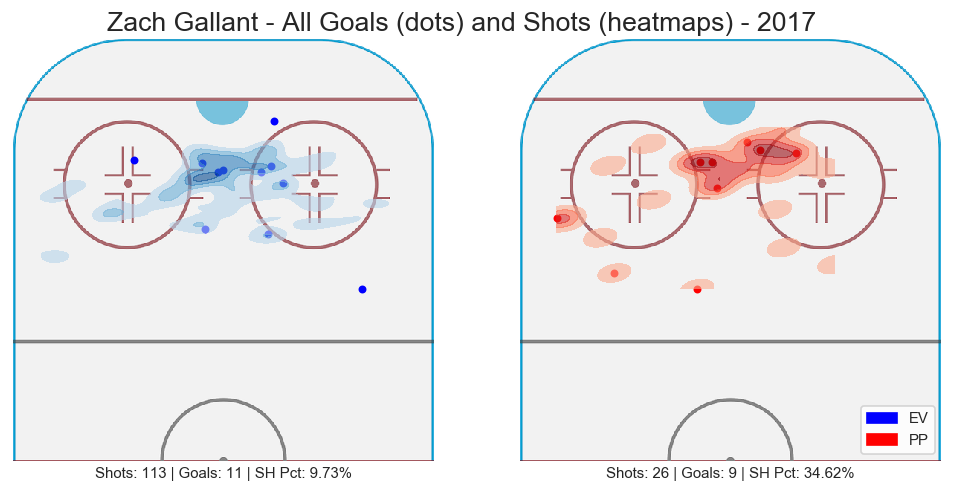 Zach Gallant - All Goals (dots) and Shots (heatmaps) - 2017
EV
PP
Shots: 113 | Goals: 11 | SH Pct: 9.73%
Shots: 26 | Goals: 9 | SH Pct: 34.62%